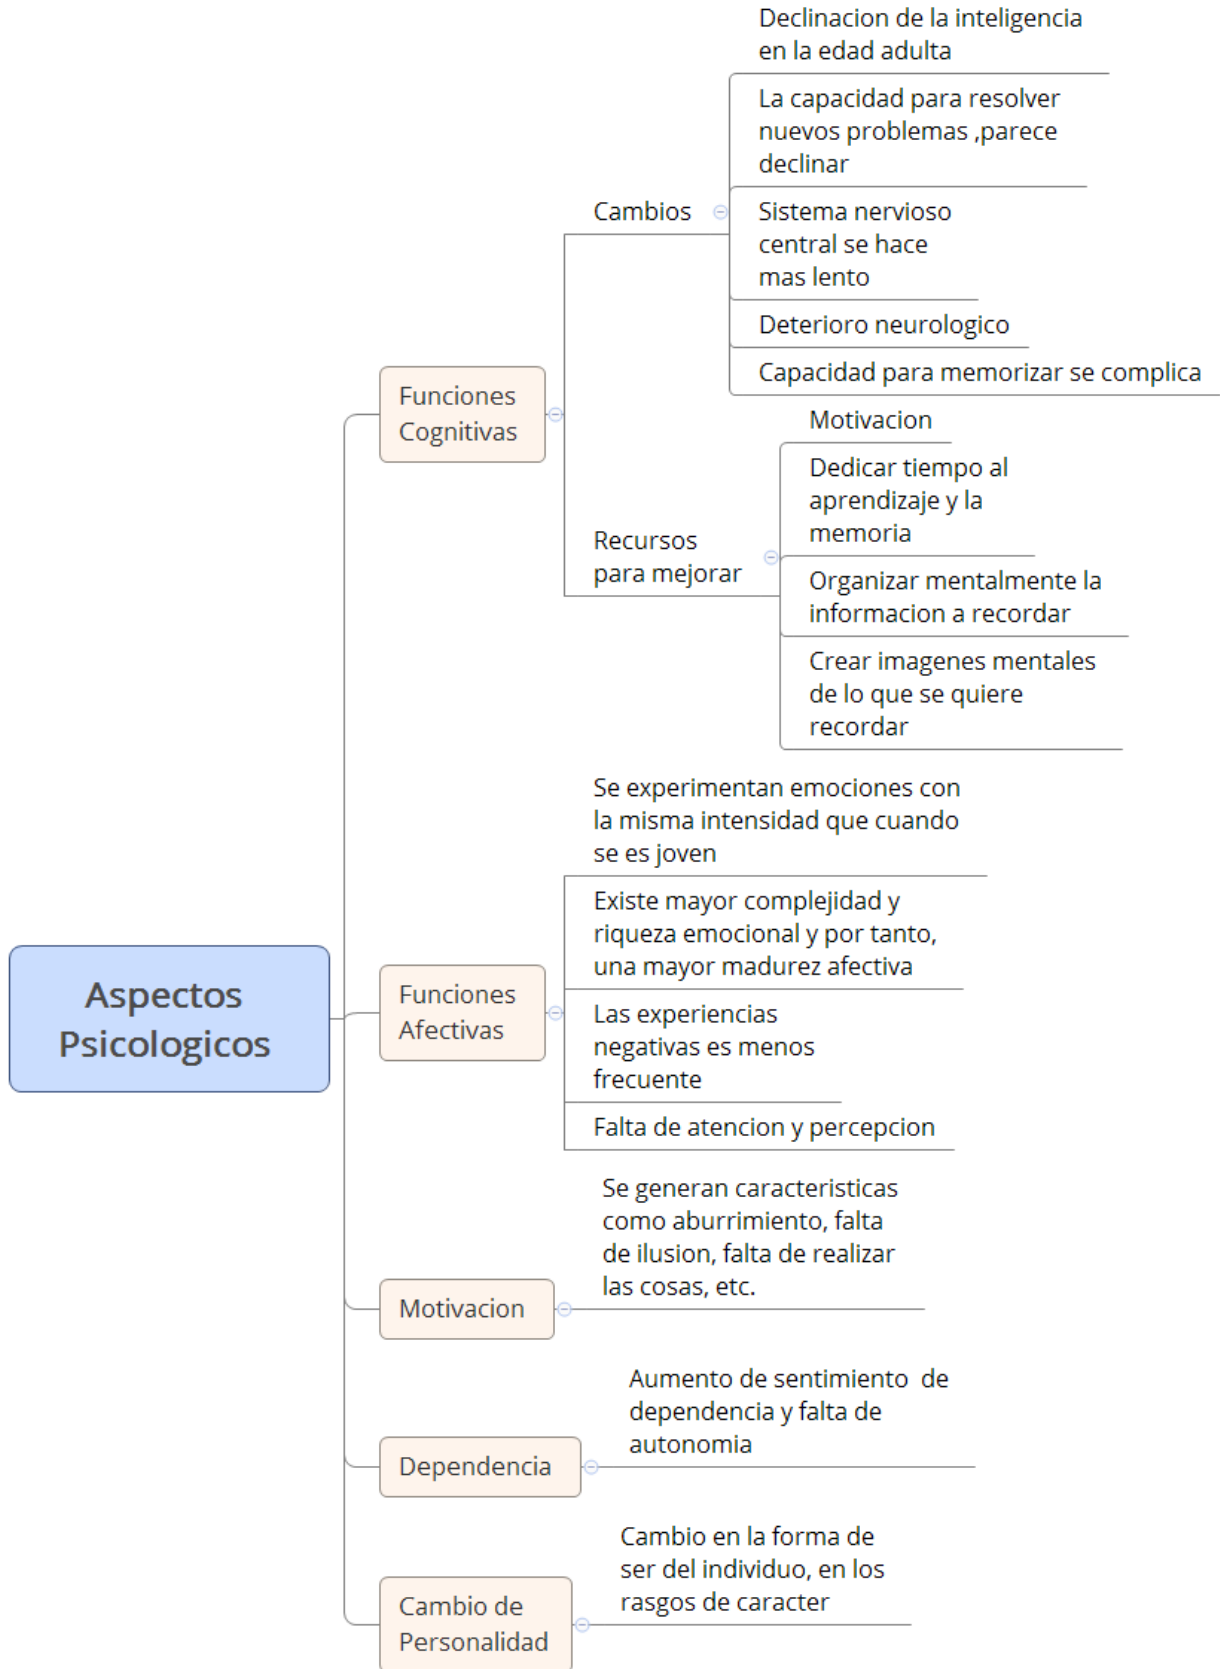 Aspectos
Psicologicos
Funciones
Cognitivas
Cambios
Declinacion de la inteligencia
en la edad adulta
La capacidad para resolver
nuevos problemas ,parece
declinar
Sistema nervioso
central se hace
mas lento
Deterioro neurologico
Capacidad para memorizar se complica
Recursos
para mejorar
Motivacion
Dedicar tiempo al
aprendizaje y la
memoria
Organizar mentalmente la
informacion a recordar
Crear imagenes mentales
de lo que se quiere
recordar
Funciones
Afectivas
Se experimentan emociones con
la misma intensidad que cuando
se es joven
Existe mayor complejidad y
riqueza emocional y por tanto,
una mayor madurez afectiva
Las experiencias
negativas es menos
frecuente
Falta de atencion y percepcion
Motivacion
Se generan caracteristicas
como aburrimiento, falta
de ilusion, falta de realizar
las cosas, etc.
Dependencia
Aumento de sentimiento  de
dependencia y falta de
autonomia
Cambio de
Personalidad
Cambio en la forma de
ser del individuo, en los
rasgos de caracter